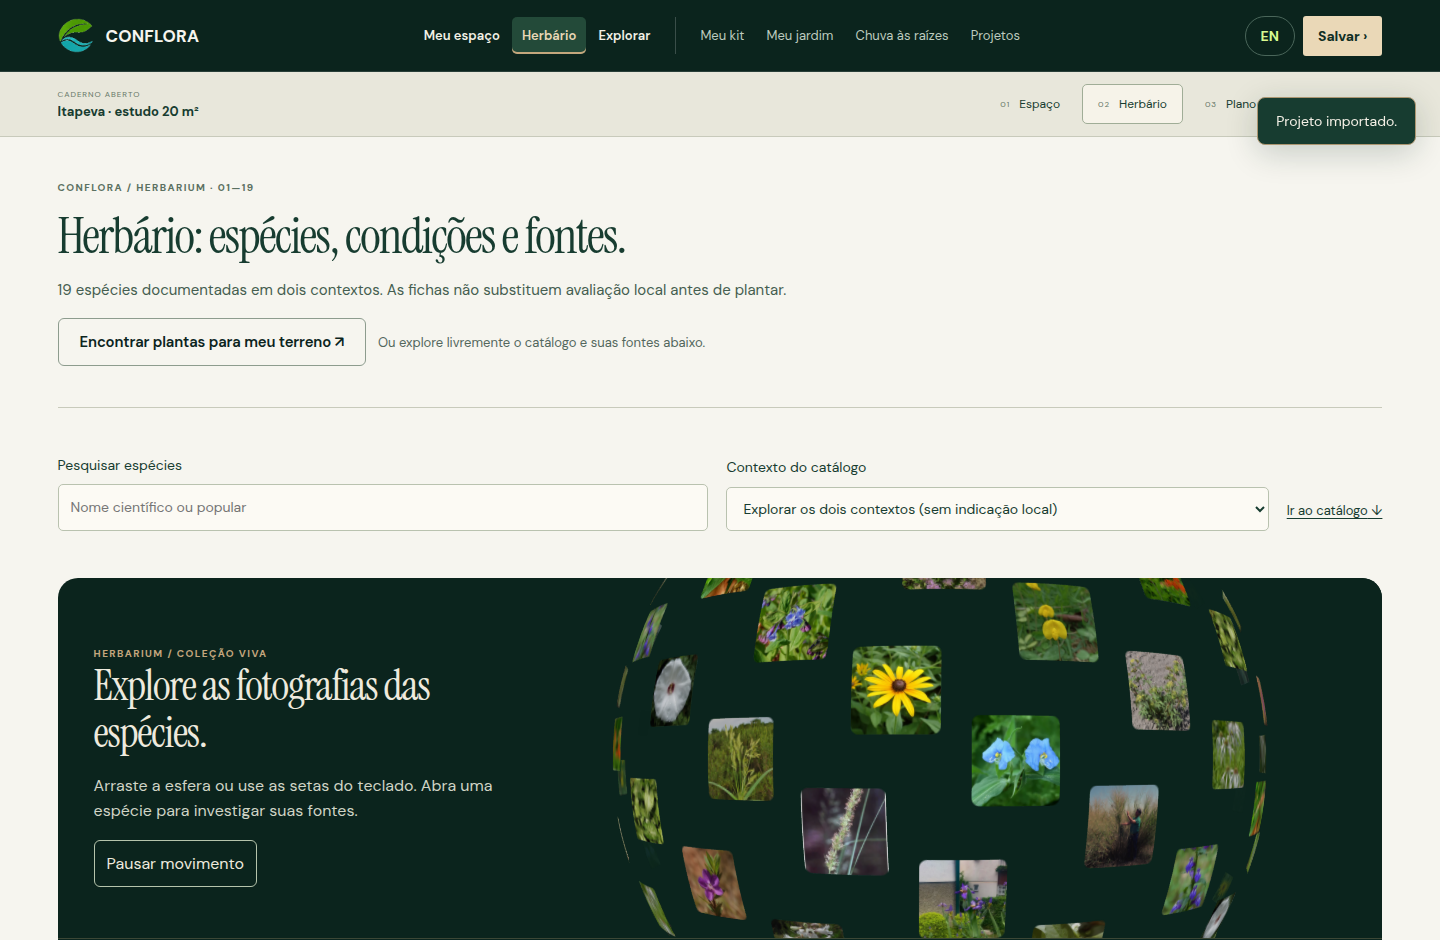 CONFLORA
Meu espaço
Herbário
Explorar
Meu kit
Meu jardim
Chuva às raízes
Projetos
EN
Salvar ›
CADERNO ABERTO
Itapeva · estudo 20 m²
01 Espaço
02 Herbário
03 Plano
Projeto importado.
CONFLORA / HERBARIUM · 01—19
Herbário: espécies, condições e fontes.
19 espécies documentadas em dois contextos. As fichas não substituem avaliação local antes de plantar.
Encontrar plantas para meu terreno ↗
Ou explore livremente o catálogo e suas fontes abaixo.
Pesquisar espécies
Nome científico ou popular
Contexto do catálogo
Explorar os dois contextos (sem indicação local)
Ir ao catálogo ↓
HERBARIUM / COLEÇÃO VIVA
Explore as fotografias das
espécies.
Arraste a esfera ou use as setas do teclado. Abra uma
espécie para investigar suas fontes.
Pausar movimento